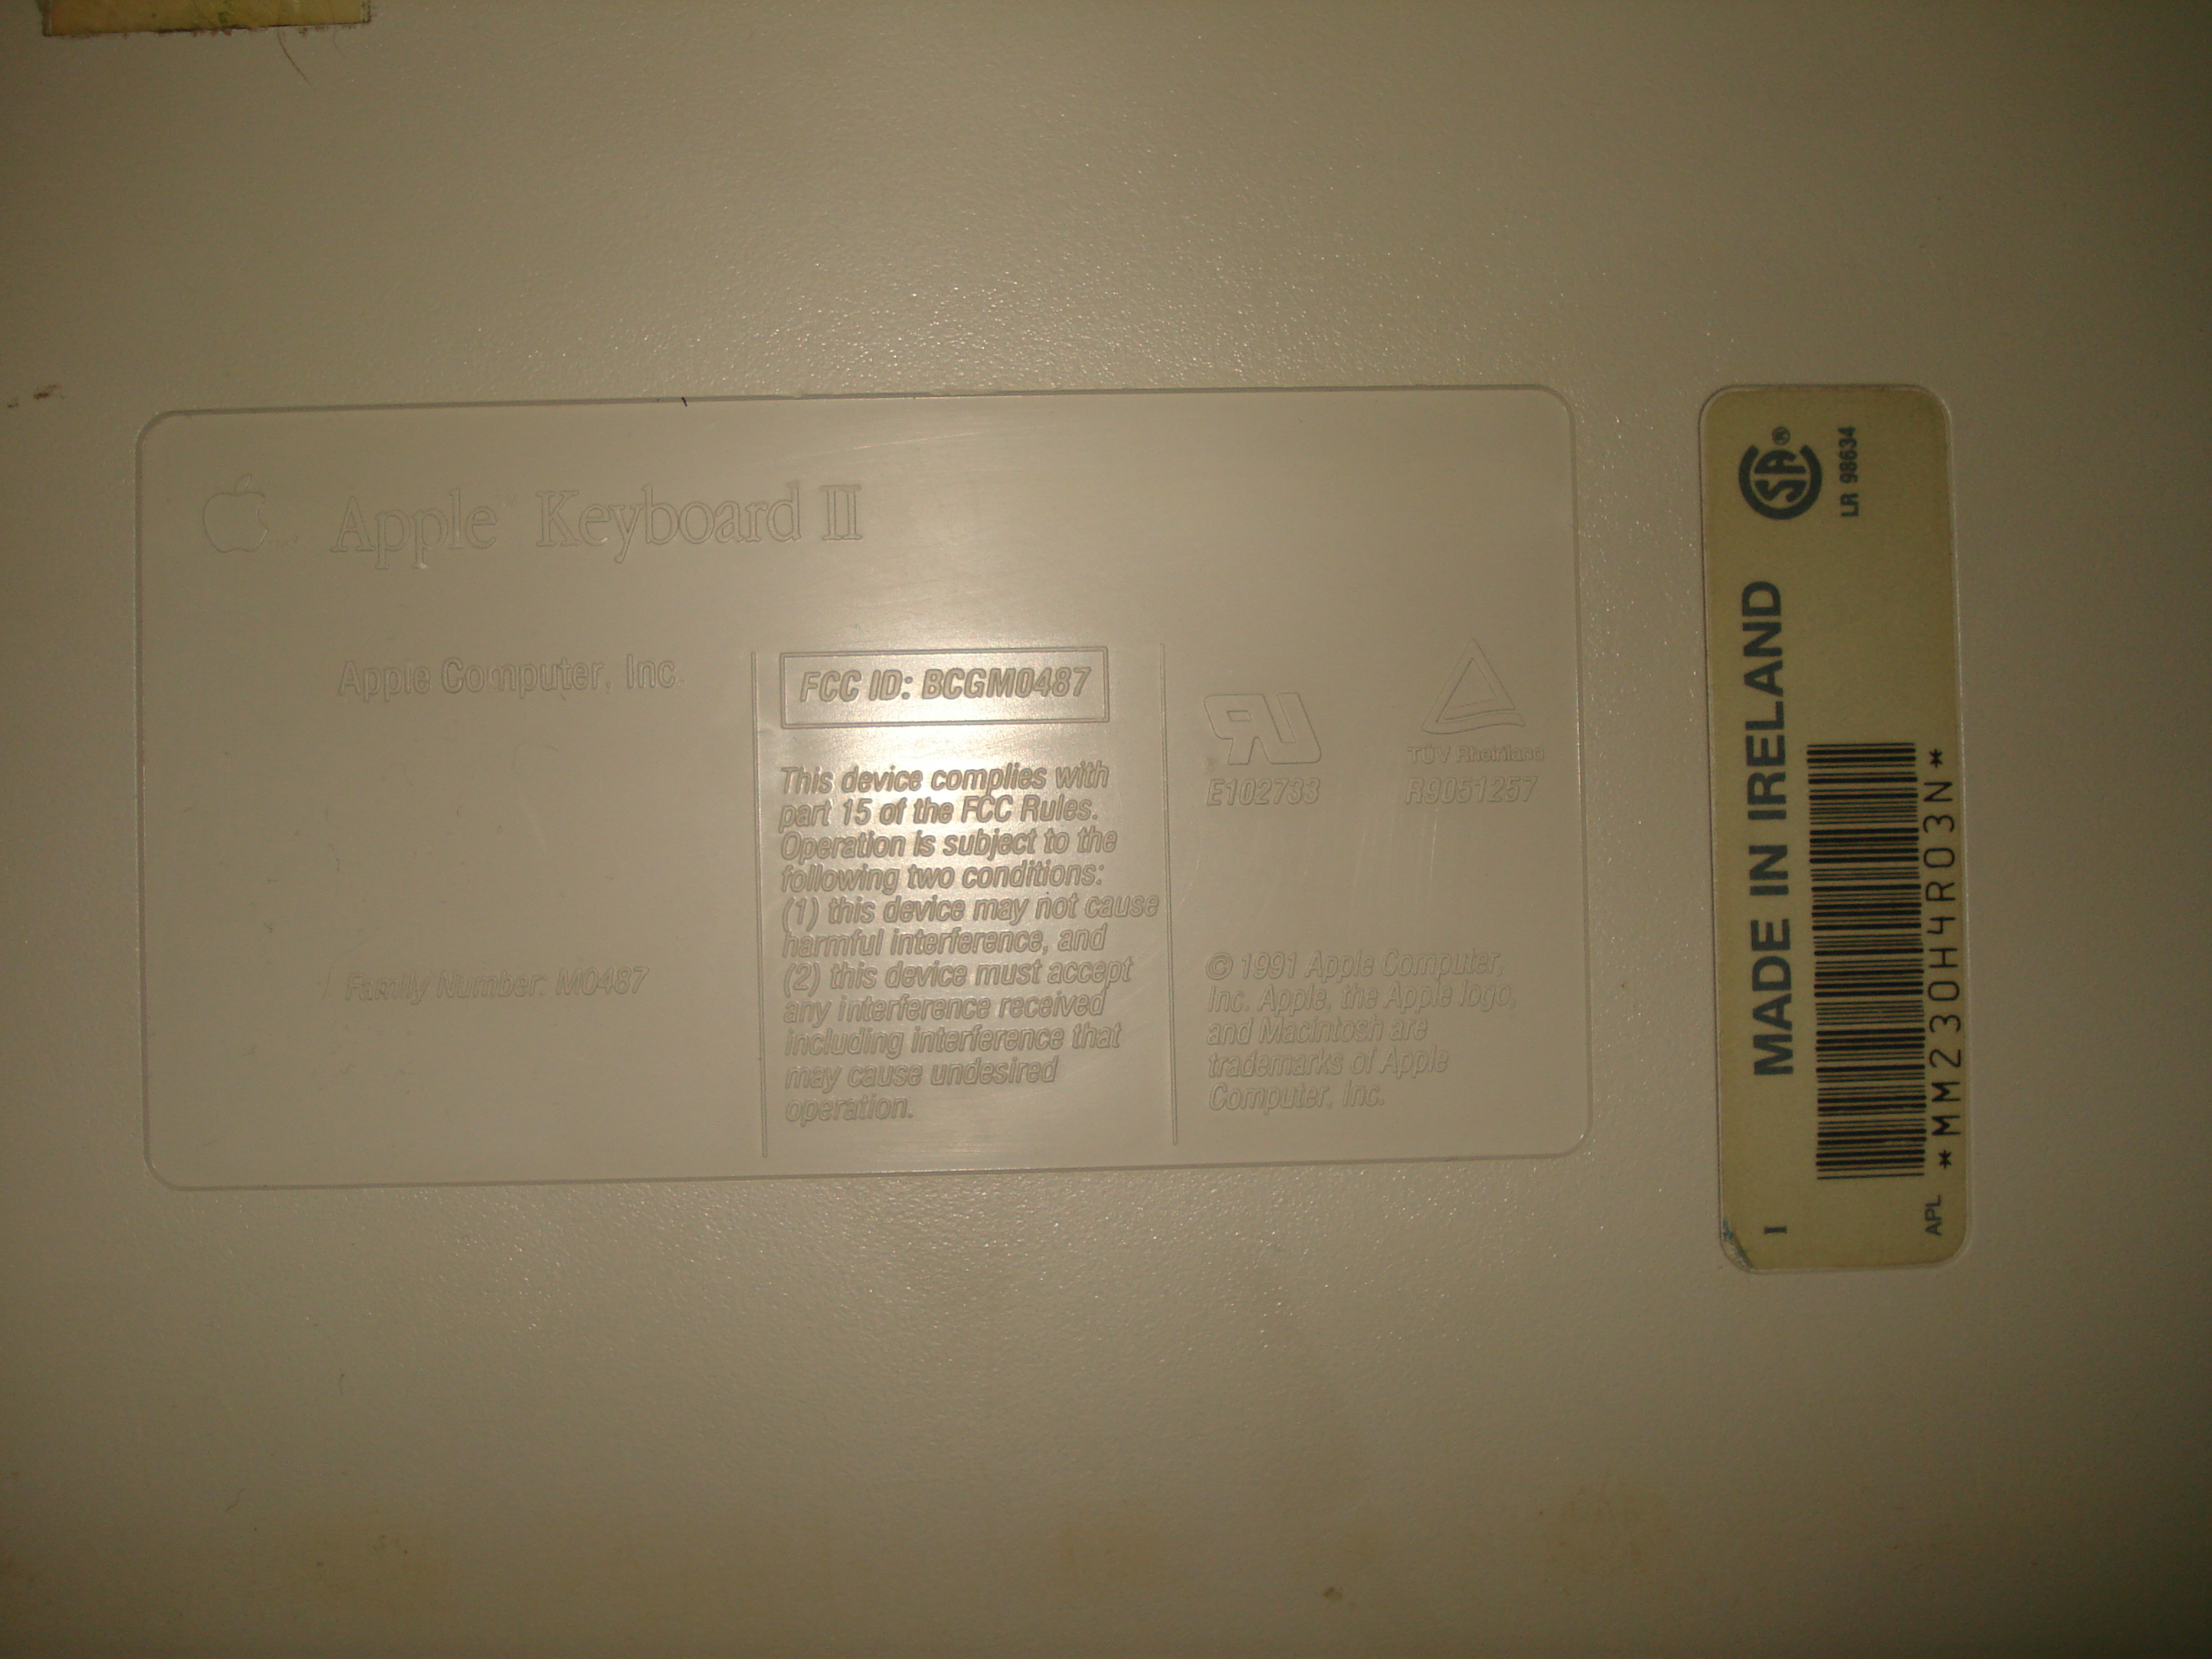 Apple Keyboard II
Apple Computer, Inc.
Family Number: M0487
FCC ID: BCGM0487
This device complies with
part 15 of the FCC Rules.
Operation is subject to the
following two conditions:
(1) this device may not cause
harmful interference, and
(2) this device must accept
any interference received
including interference that
may cause undesired
operation.
E102733
TÜV Rheinland
R9051257
© 1991 Apple Computer,
Inc. Apple, the Apple logo,
and Macintosh are
trademarks of Apple
Computer, Inc.
I MADE IN IRELAND SA®
LR 98634
APL *MM230H4R03N*